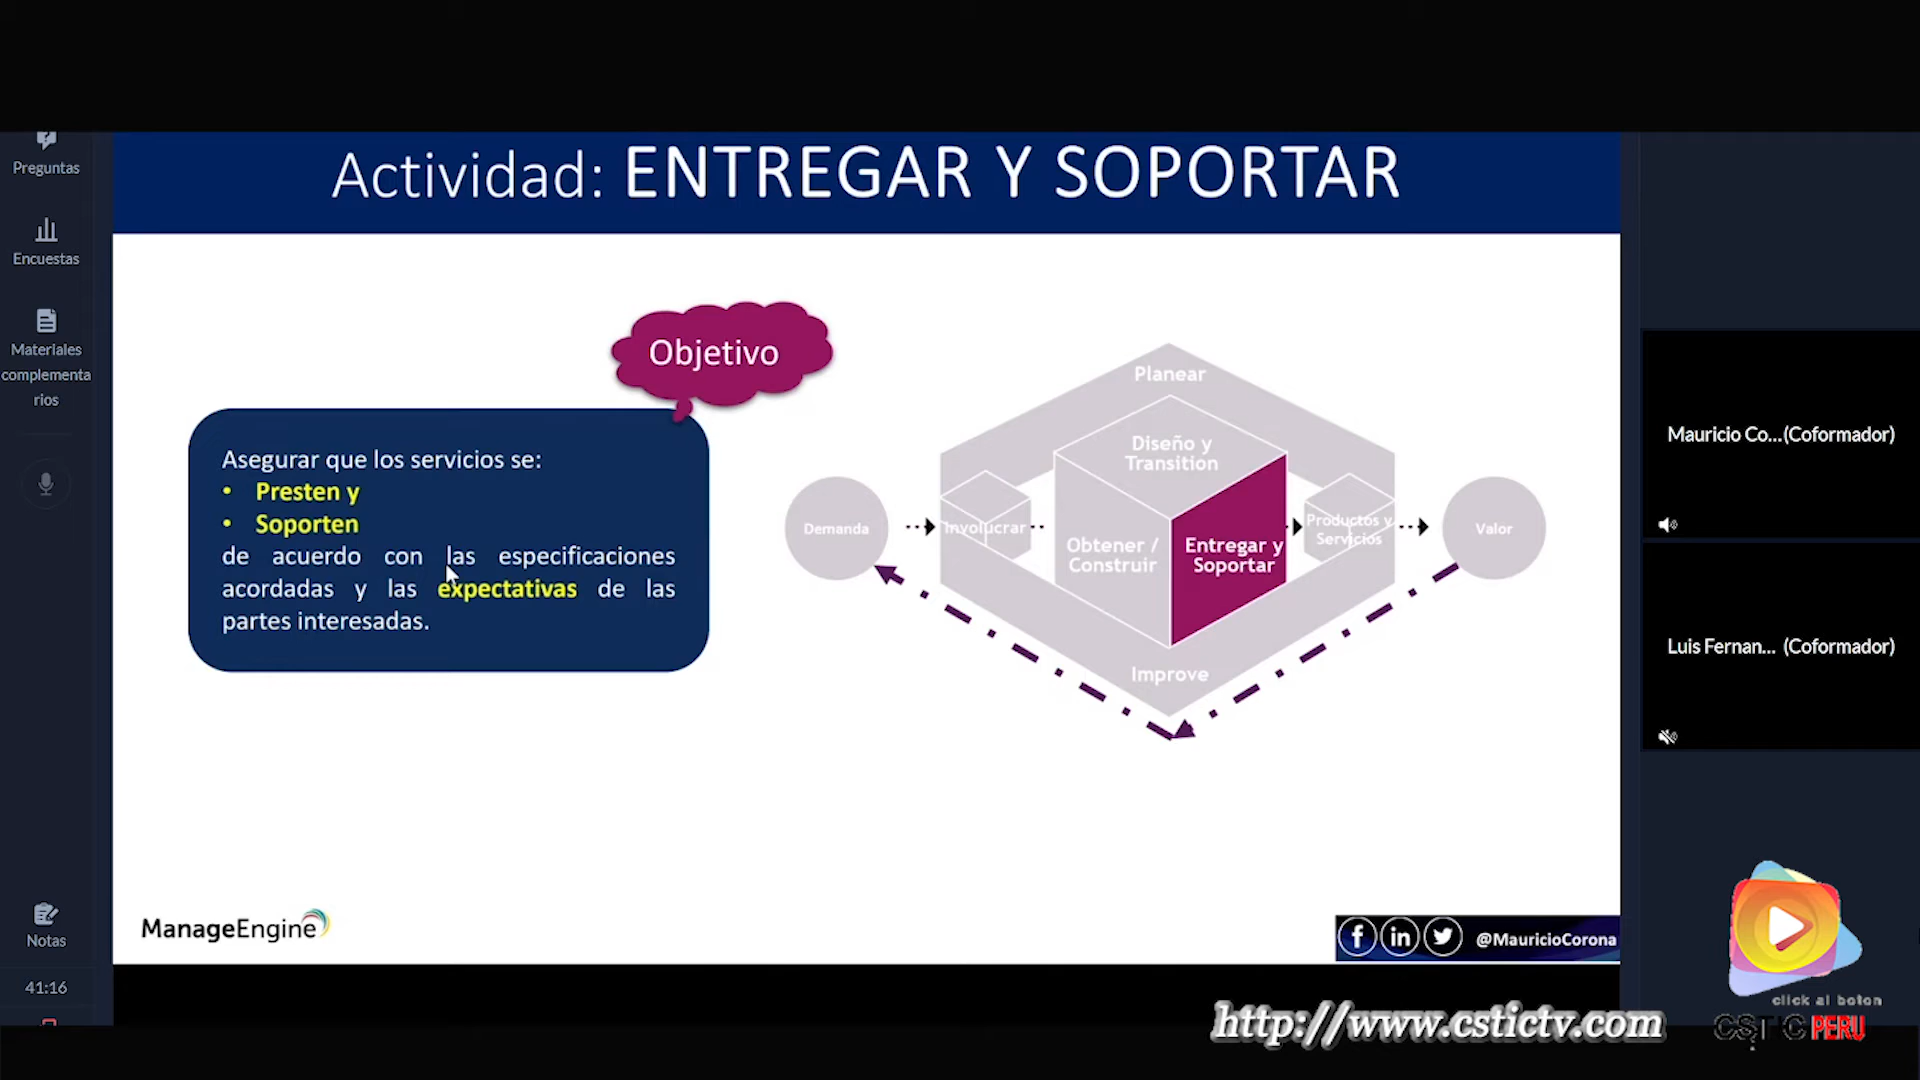 Actividad: ENTREGAR Y SOPORTAR
Preguntas
Encuestas
Materiales
complementa
rios
Notas
41:16
Objetivo
Asegurar que los servicios se:
• Presten y
• Soporten
de acuerdo con las especificaciones
acordadas y las expectativas de las
partes interesadas.
Planear
Diseño y
Transition
Demanda
Involucrar
Obtener /
Construir
Entregar y
Soportar
Productos y
Servicios
Valor
Improve
Mauricio Co...(Coformador)
Luis Fernan... (Coformador)
ManageEngine
@MauricioCorona
click al boton
http://www.cstictv.com
CSTIC PERU